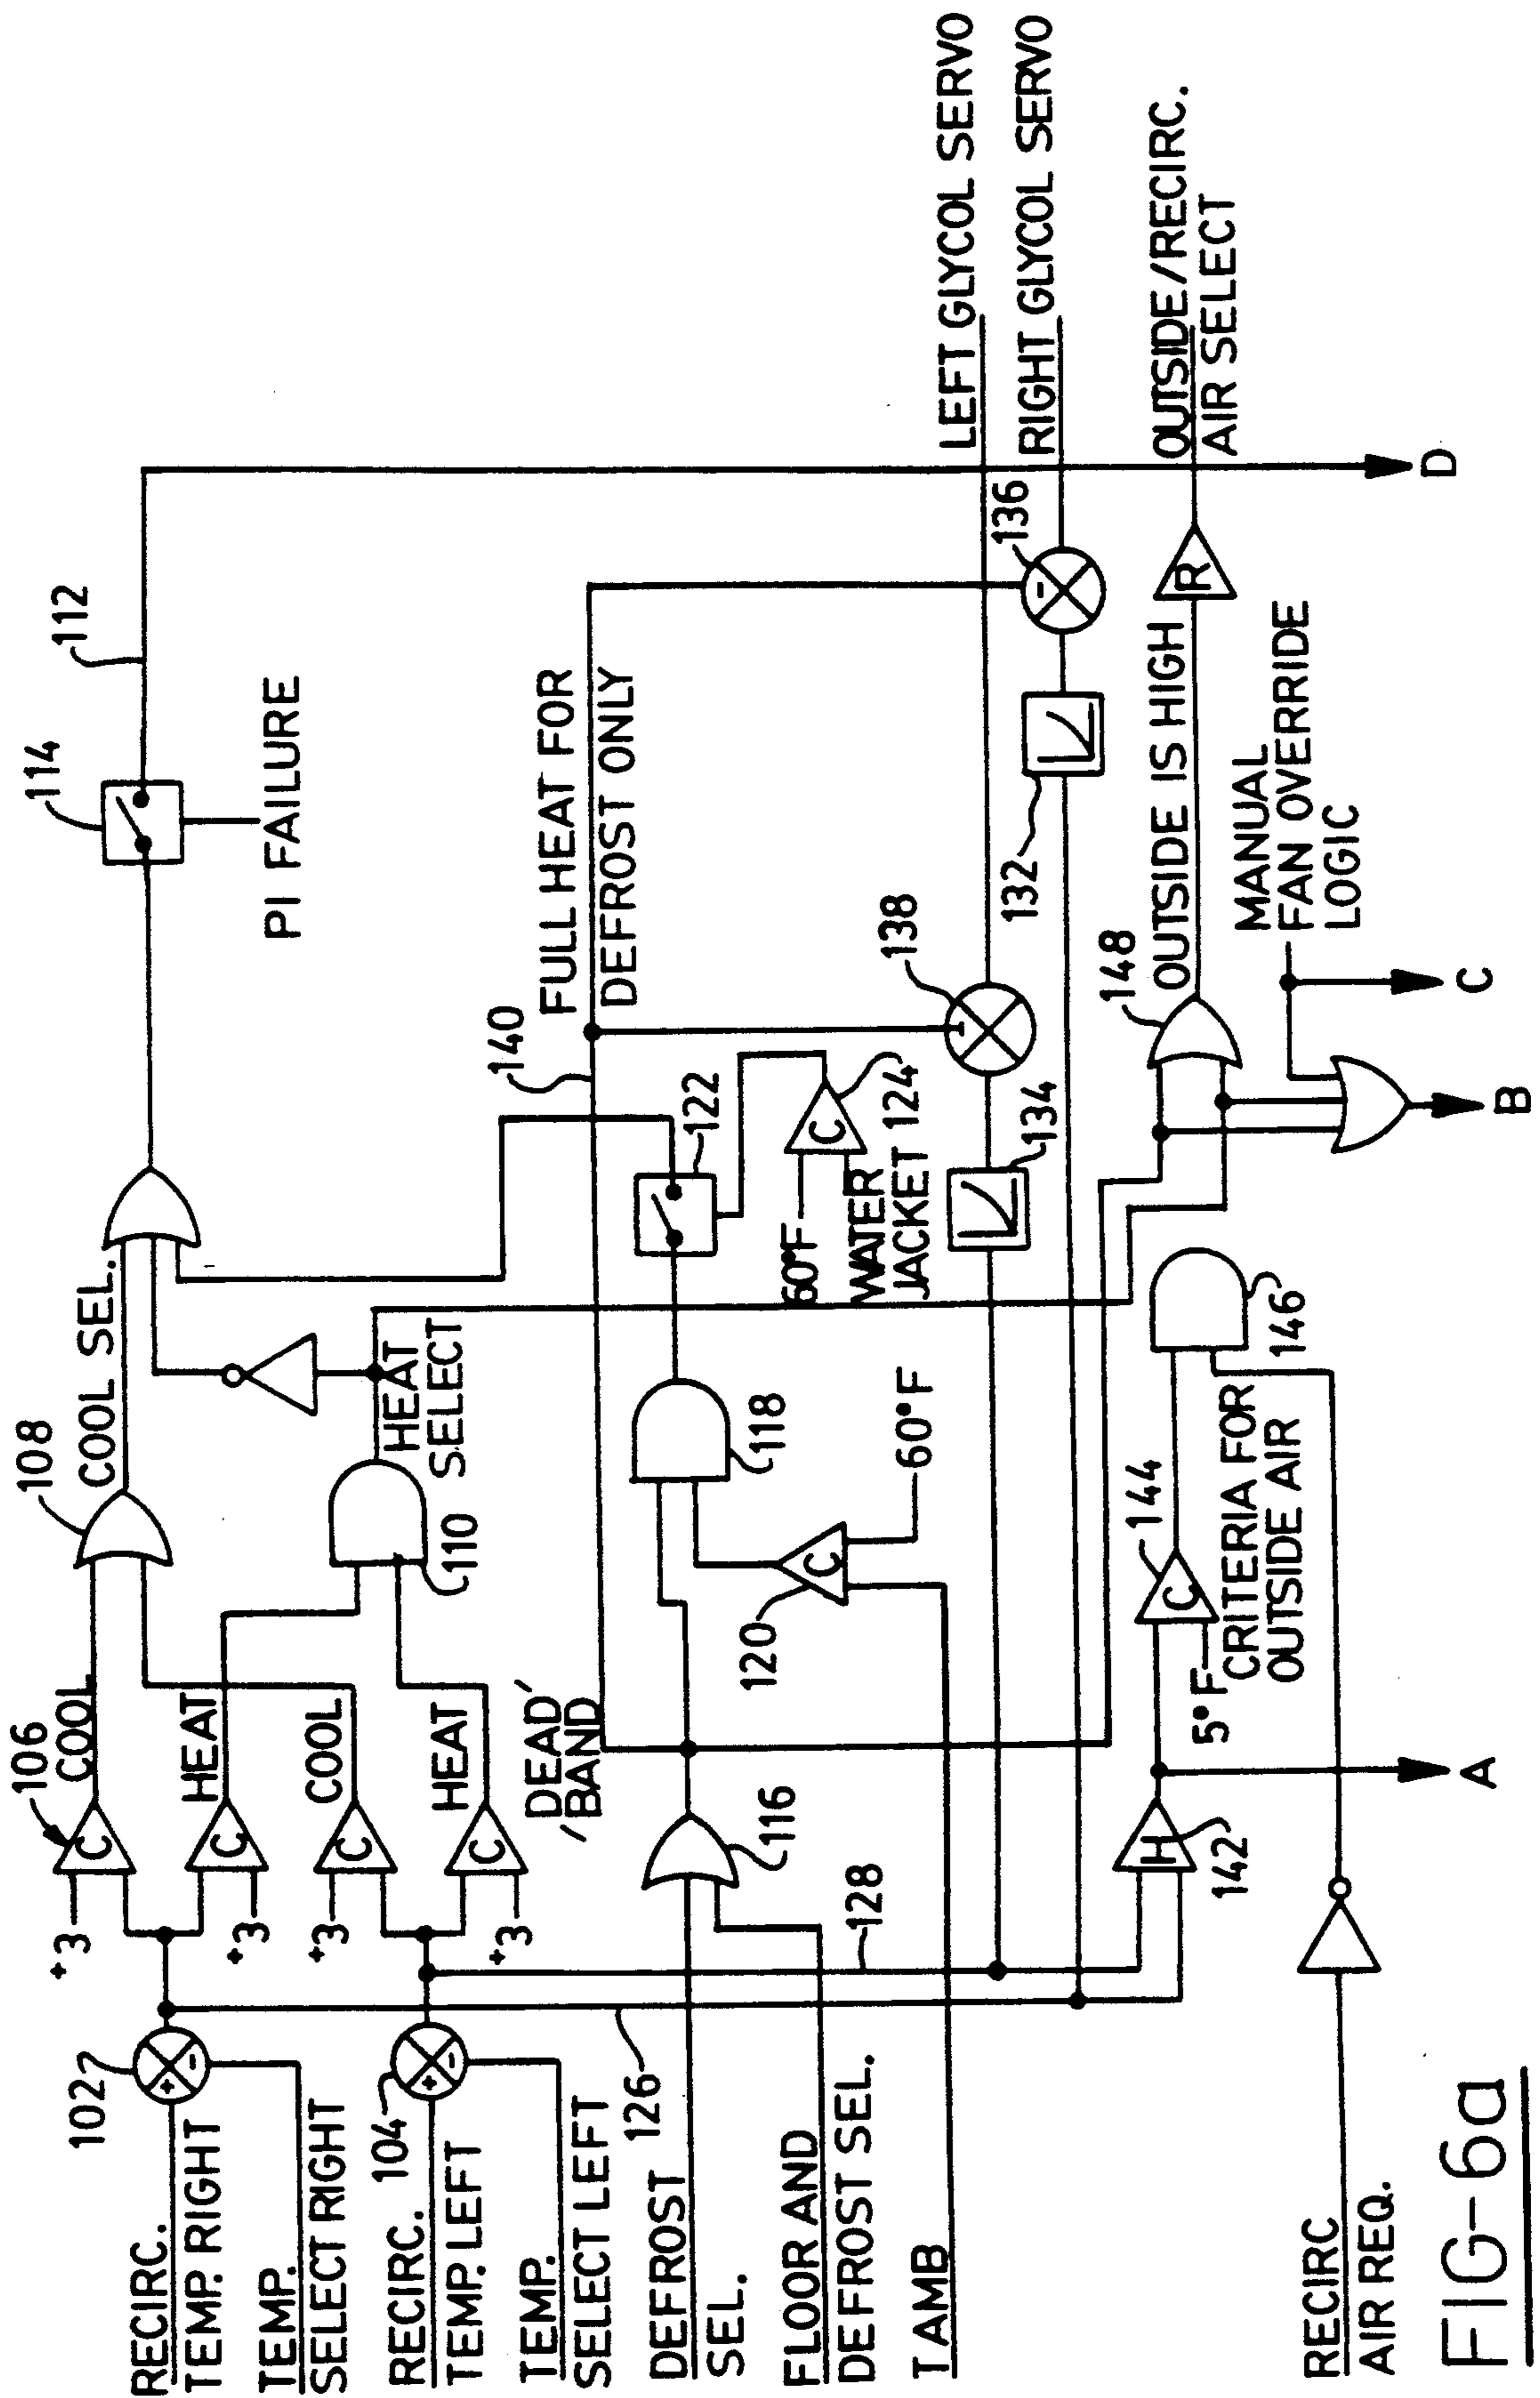 RECIRC.
TEMP. RIGHT
TEMP.
SELECT RIGHT
RECIRC.
TEMP. LEFT
TEMP.
SELECT LEFT
DEFROST
SEL.
FLOOR AND
DEFROST SEL.
T AMB
RECIRC
AIR REQ.
102
+
-
104
+
-
126
128
+3
+3
+3
+3
106
C
C
C
C
COOL
HEAT
COOL
HEAT
'DEAD'
'BAND
108
COOL SEL.
110
HEAT
SELECT
116
118
120
C
60°F
122
60°F
WATER
JACKET
C
124
114
PI FAILURE
112
140
FULL HEAT FOR
DEFROST ONLY
134
138
-
132
136
-
LEFT GLYCOL SERVO
RIGHT GLYCOL SERVO
H
142
5°F
C
144
CRITERIA FOR
OUTSIDE AIR
146
148
OUTSIDE IS HIGH
R
OUTSIDE/RECIRC.
AIR SELECT
MANUAL
FAN OVERRIDE
LOGIC
A
B
C
D
FIG-6a